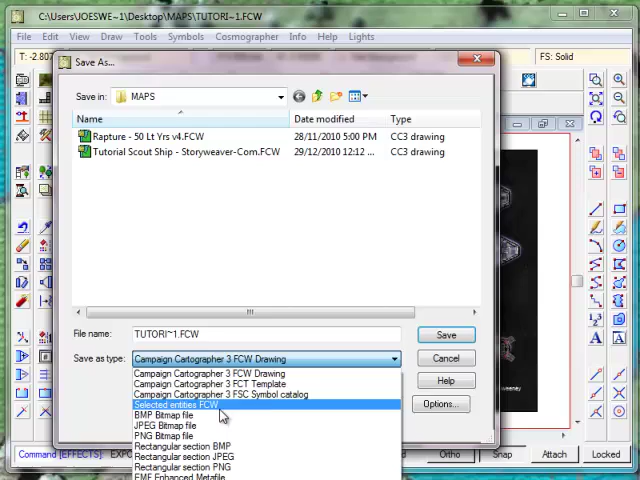 C:\Users\JOESWE~1\Desktop\MAPS\TUTORI~1.FCW
File Edit View Draw Tools Symbols Cosmographer Info Help Lights
T: -2.807
FS: Solid
Save As...
Save in: MAPS
Name Date modified Type
Rapture - 50 Lt Yrs v4.FCW 28/11/2010 5:00 PM CC3 drawing
Tutorial Scout Ship - Storyweaver-Com.FCW 29/12/2010 12:12 ... CC3 drawing
File name: TUTORI~1.FCW Save
Save as type: Campaign Cartographer 3 FCW Drawing Cancel
Campaign Cartographer 3 FCW Drawing
Campaign Cartographer 3 FCT Template Help
Campaign Cartographer 3 FSC Symbol catalog
Selected entities FCW Options...
BMP Bitmap file
JPEG Bitmap file
PNG Bitmap file
Rectangular section BMP
Rectangular section JPEG
Rectangular section PNG
EMF Enhanced Metafile
Command [EFFECTS]: EXPO Ortho Snap Attach Locked